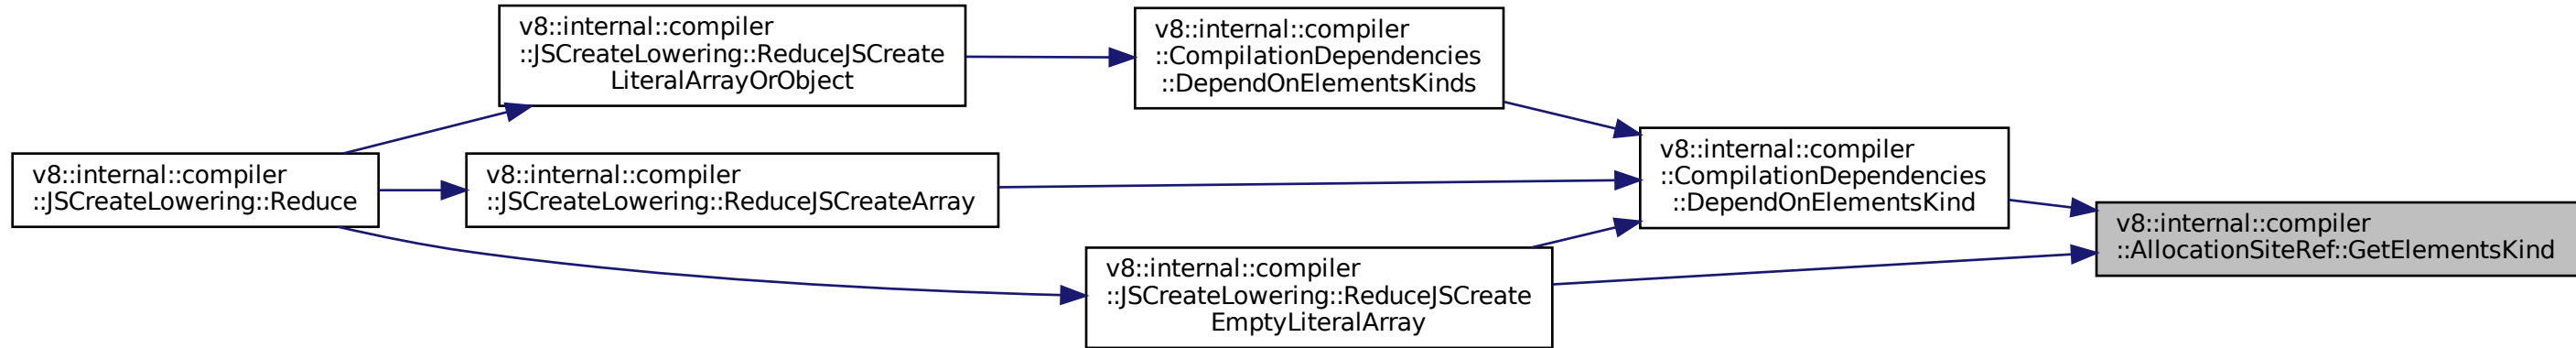 v8::internal::compiler
::JSCreateLowering::Reduce
v8::internal::compiler
::JSCreateLowering::ReduceJSCreate
LiteralArrayOrObject
v8::internal::compiler
::JSCreateLowering::ReduceJSCreateArray
v8::internal::compiler
::JSCreateLowering::ReduceJSCreate
EmptyLiteralArray
v8::internal::compiler
::CompilationDependencies
::DependOnElementsKinds
v8::internal::compiler
::CompilationDependencies
::DependOnElementsKind
v8::internal::compiler
::AllocationSiteRef::GetElementsKind